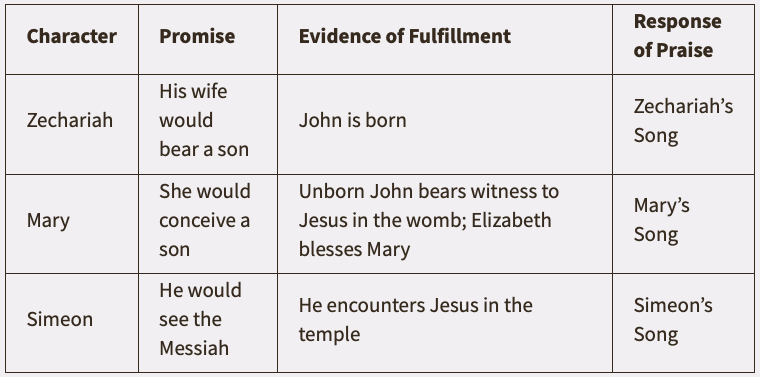 Character
Promise
Evidence of Fulfillment
Response
of Praise
Zechariah
His wife
would
bear a son
John is born
Zechariah’s
Song
Mary
She would
conceive a
son
Unborn John bears witness to
Jesus in the womb; Elizabeth
blesses Mary
Mary’s
Song
Simeon
He would
see the
Messiah
He encounters Jesus in the
temple
Simeon’s
Song